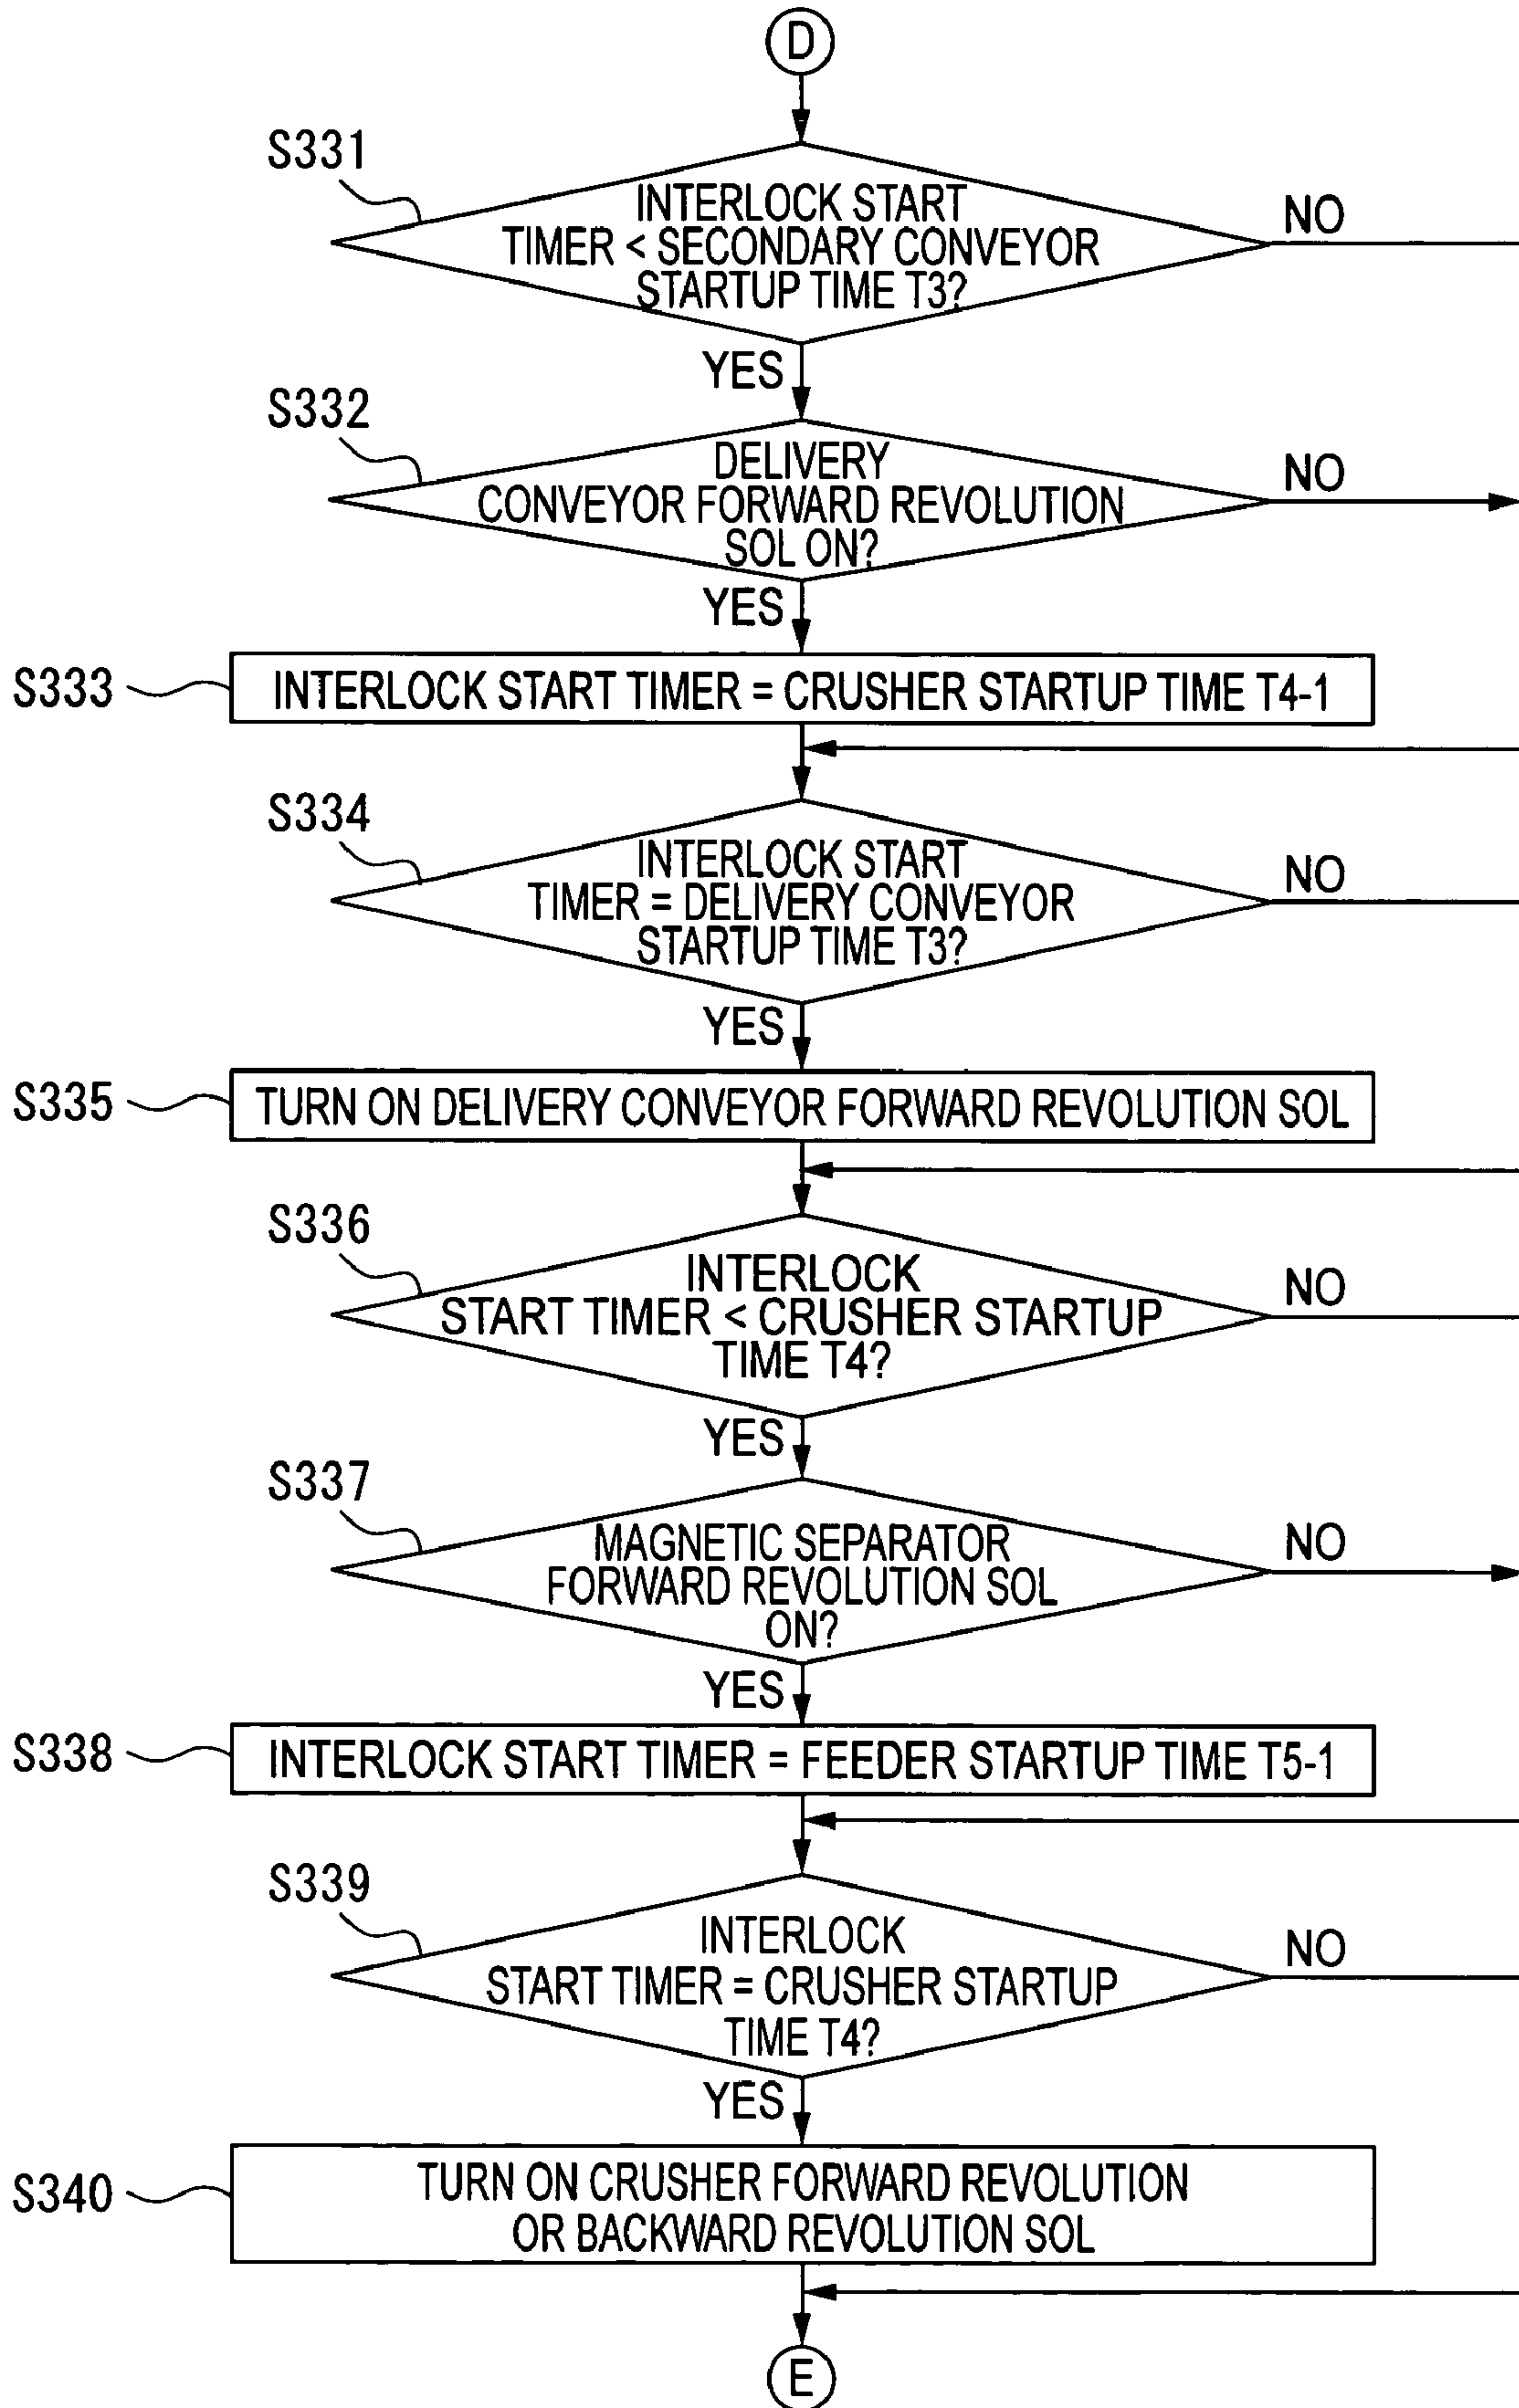 D
S331
INTERLOCK START
TIMER < SECONDARY CONVEYOR
STARTUP TIME T3?
NO
YES
S332
DELIVERY
CONVEYOR FORWARD REVOLUTION
SOL ON?
NO
YES
S333
INTERLOCK START TIMER = CRUSHER STARTUP TIME T4-1
S334
INTERLOCK START
TIMER = DELIVERY CONVEYOR
STARTUP TIME T3?
NO
YES
S335
TURN ON DELIVERY CONVEYOR FORWARD REVOLUTION SOL
S336
INTERLOCK
START TIMER < CRUSHER STARTUP
TIME T4?
NO
YES
S337
MAGNETIC SEPARATOR
FORWARD REVOLUTION SOL
ON?
NO
YES
S338
INTERLOCK START TIMER = FEEDER STARTUP TIME T5-1
S339
INTERLOCK
START TIMER = CRUSHER STARTUP
TIME T4?
NO
YES
S340
TURN ON CRUSHER FORWARD REVOLUTION
OR BACKWARD REVOLUTION SOL
E